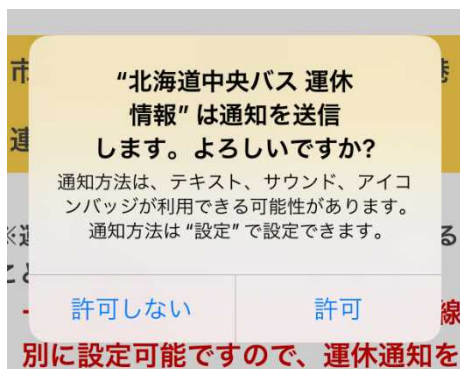 市
“北海道中央バス 運休
情報” は通知を送信
します。よろしいですか?
通知方法は、テキスト、サウンド、アイコ
ンバッジが利用できる可能性があります。
通知方法は “設定” で設定できます。
る
こと
許可しない 許可
線
別に設定可能ですので、運休通知を